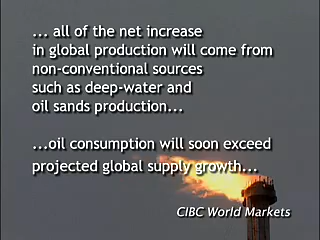 ... all of the net increase
in global production will come from
non-conventional sources
such as deep-water and
oil sands production...
...oil consumption will soon exceed
projected global supply growth...
CIBC World Markets